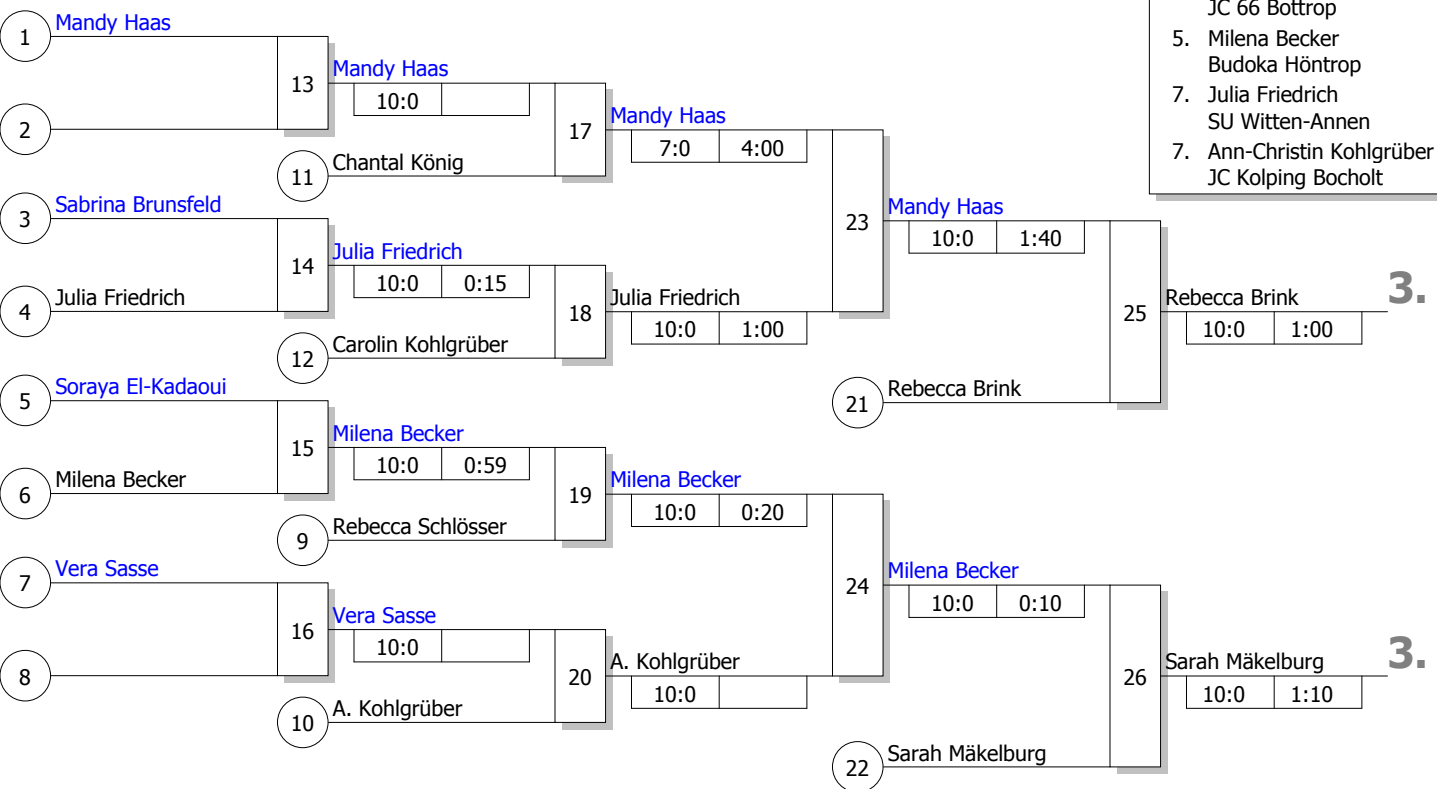 JC 66 Bottrop
5. Milena Becker
Budoka Höntrop
7. Julia Friedrich
SU Witten-Annen
7. Ann-Christin Kohlgrüber
JC Kolping Bocholt
1 Mandy Haas
2
13
Mandy Haas
10:0
11 Chantal König
17
Mandy Haas
7:0 4:00
3 Sabrina Brunsfeld
4 Julia Friedrich
14
Julia Friedrich
10:0 0:15
12 Carolin Kohlgrüber
18
Julia Friedrich
10:0 1:00
23
Mandy Haas
10:0 1:40
21 Rebecca Brink
25
Rebecca Brink
10:0 1:00
3.
5 Soraya El-Kadaoui
6 Milena Becker
15
Milena Becker
10:0 0:59
9 Rebecca Schlösser
19
Milena Becker
10:0 0:20
7 Vera Sasse
8
16
Vera Sasse
10:0
10 A. Kohlgrüber
20
A. Kohlgrüber
10:0
24
Milena Becker
10:0 0:10
22 Sarah Mäkelburg
26
Sarah Mäkelburg
10:0 1:10
3.